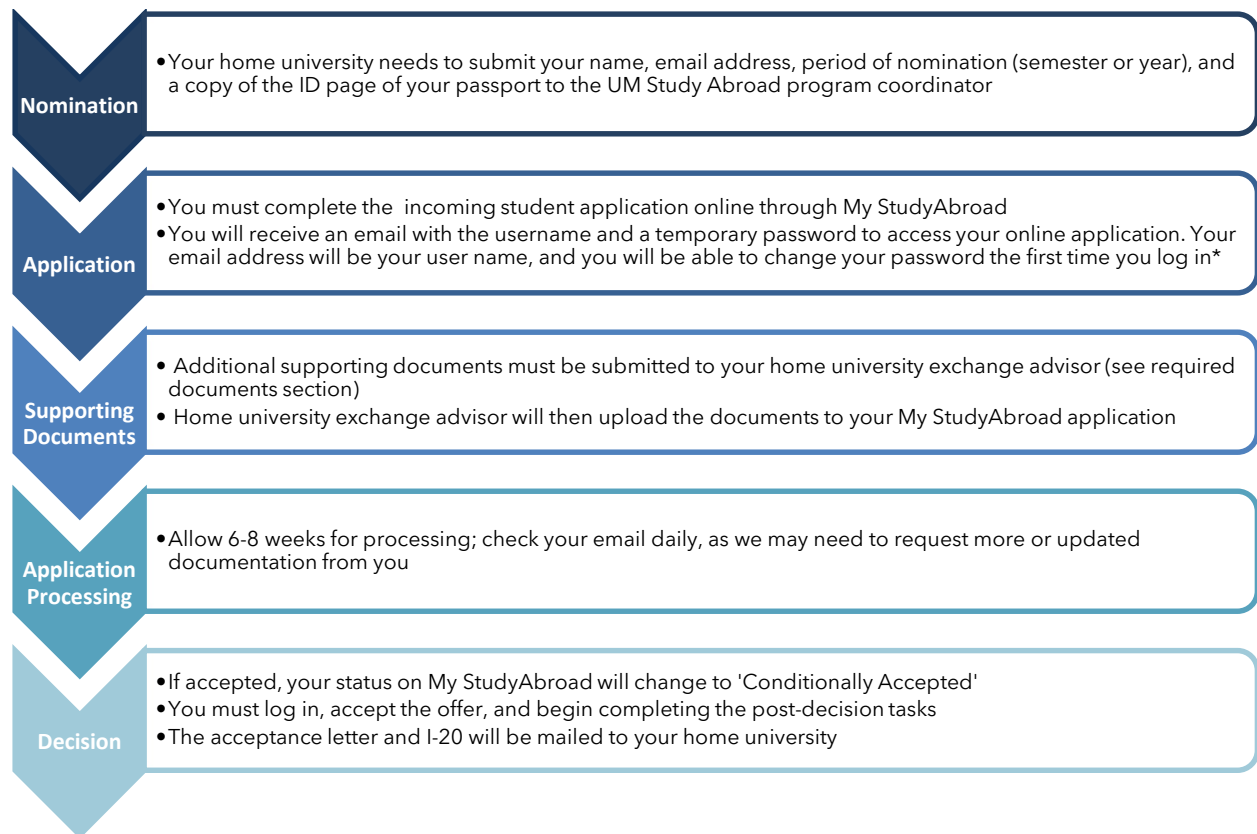 Nomination
•Your home university needs to submit your name, email address, period of nomination (semester or year), and
a copy of the ID page of your passport to the UM Study Abroad program coordinator
Application
•You must complete the  incoming student application online through My StudyAbroad
•You will receive an email with the username and a temporary password to access your online application. Your
email address will be your user name, and you will be able to change your password the first time you log in*
Supporting
Documents
• Additional supporting documents must be submitted to your home university exchange advisor (see required
documents section)
• Home university exchange advisor will then upload the documents to your My StudyAbroad application
Application
Processing
•Allow 6-8 weeks for processing; check your email daily, as we may need to request more or updated
documentation from you
Decision
•If accepted, your status on My StudyAbroad will change to 'Conditionally Accepted'
•You must log in, accept the offer, and begin completing the post-decision tasks
•The acceptance letter and I-20 will be mailed to your home university